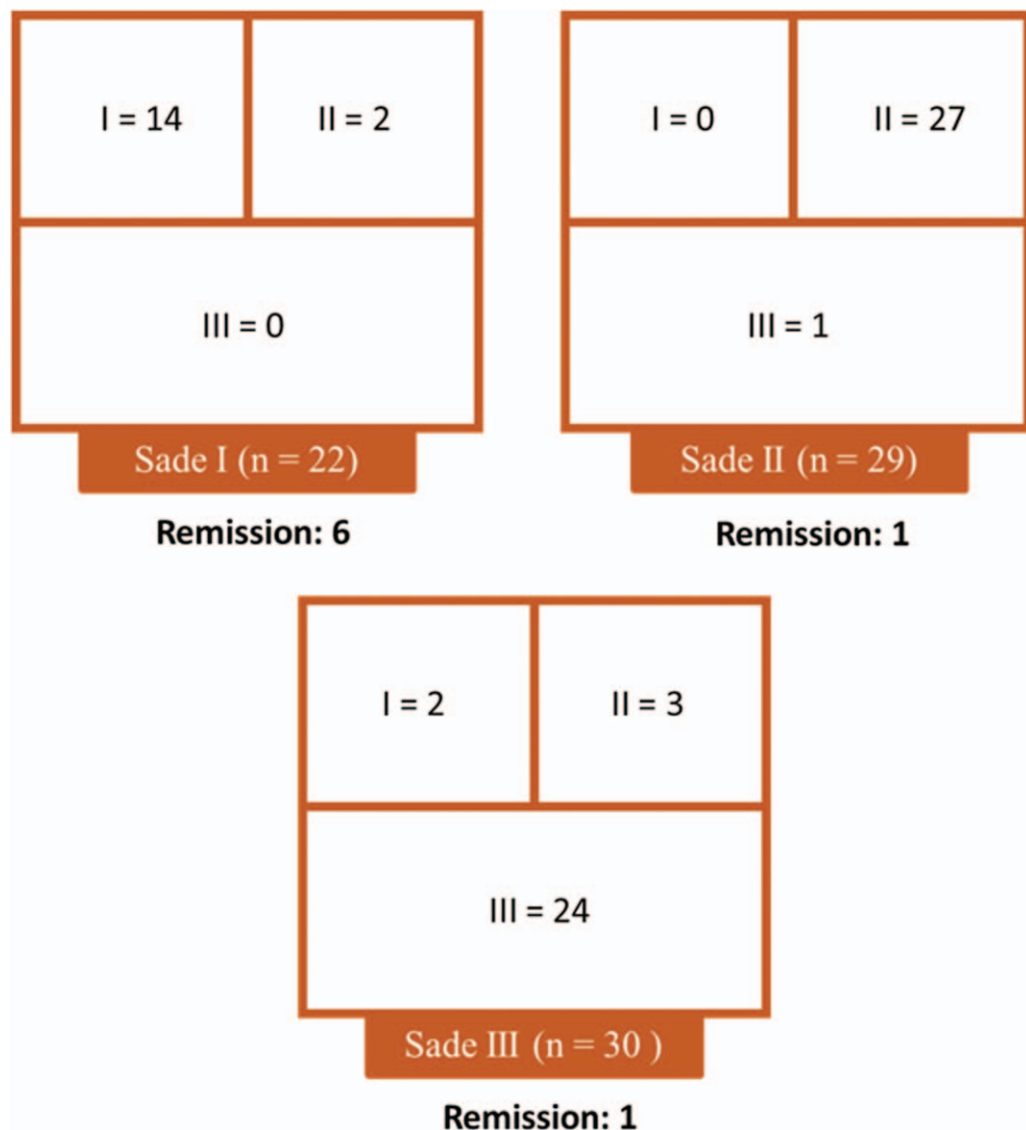 I = 14
II = 2
III = 0
Sade I (n = 22)
Remission: 6
I = 0
II = 27
III = 1
Sade II (n = 29)
Remission: 1
I = 2
II = 3
III = 24
Sade III (n = 30 )
Remission: 1